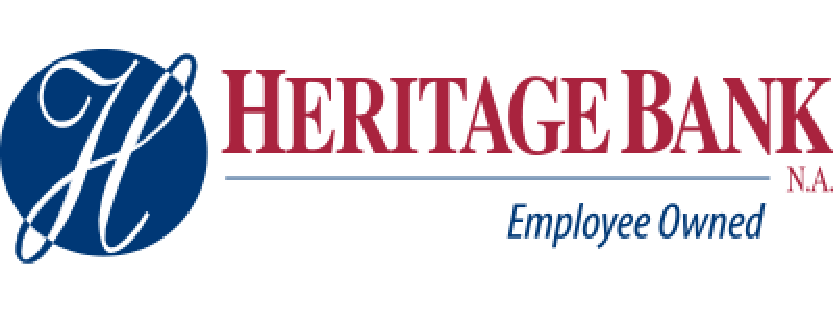 H
HERITAGE BANK
N.A.
Employee Owned